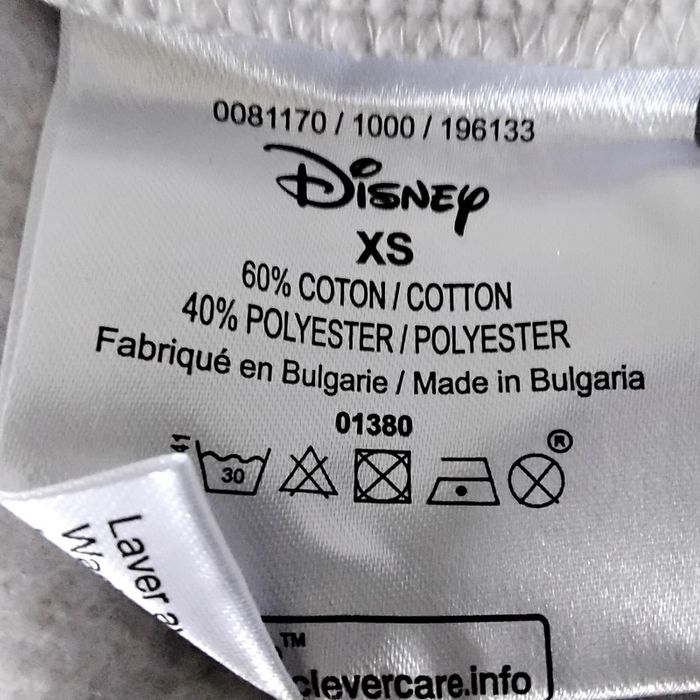 0081170 / 1000 / 196133
Disney
XS
60% COTON / COTTON
40% POLYESTER / POLYESTER
Fabriqué en Bulgarie / Made in Bulgaria
01380
30
®
Laver
TM
clevercare.info